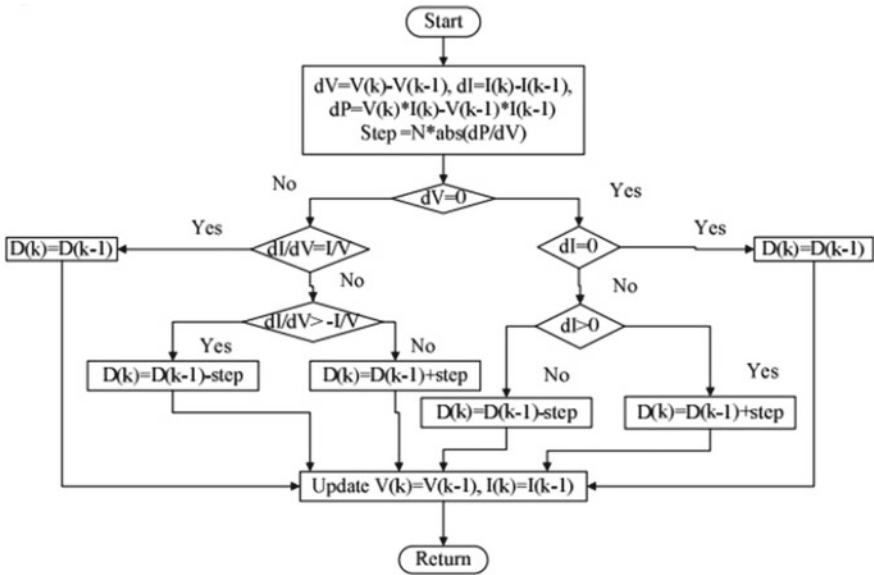 Start
dV=V(k)-V(k-1), dI=I(k)-I(k-1),
dP=V(k)*I(k)-V(k-1)*I(k-1)
Step =N*abs(dP/dV)
No
dV=0
Yes
Yes
dI/dV=I/V
dI=0
Yes
D(k)=D(k-1)
D(k)=D(k-1)
No
No
dI/dV> -I/V
dI>0
Yes
No
D(k)=D(k-1)-step
D(k)=D(k-1)+step
No
Yes
D(k)=D(k-1)-step
D(k)=D(k-1)+step
Update V(k)=V(k-1), I(k)=I(k-1)
Return